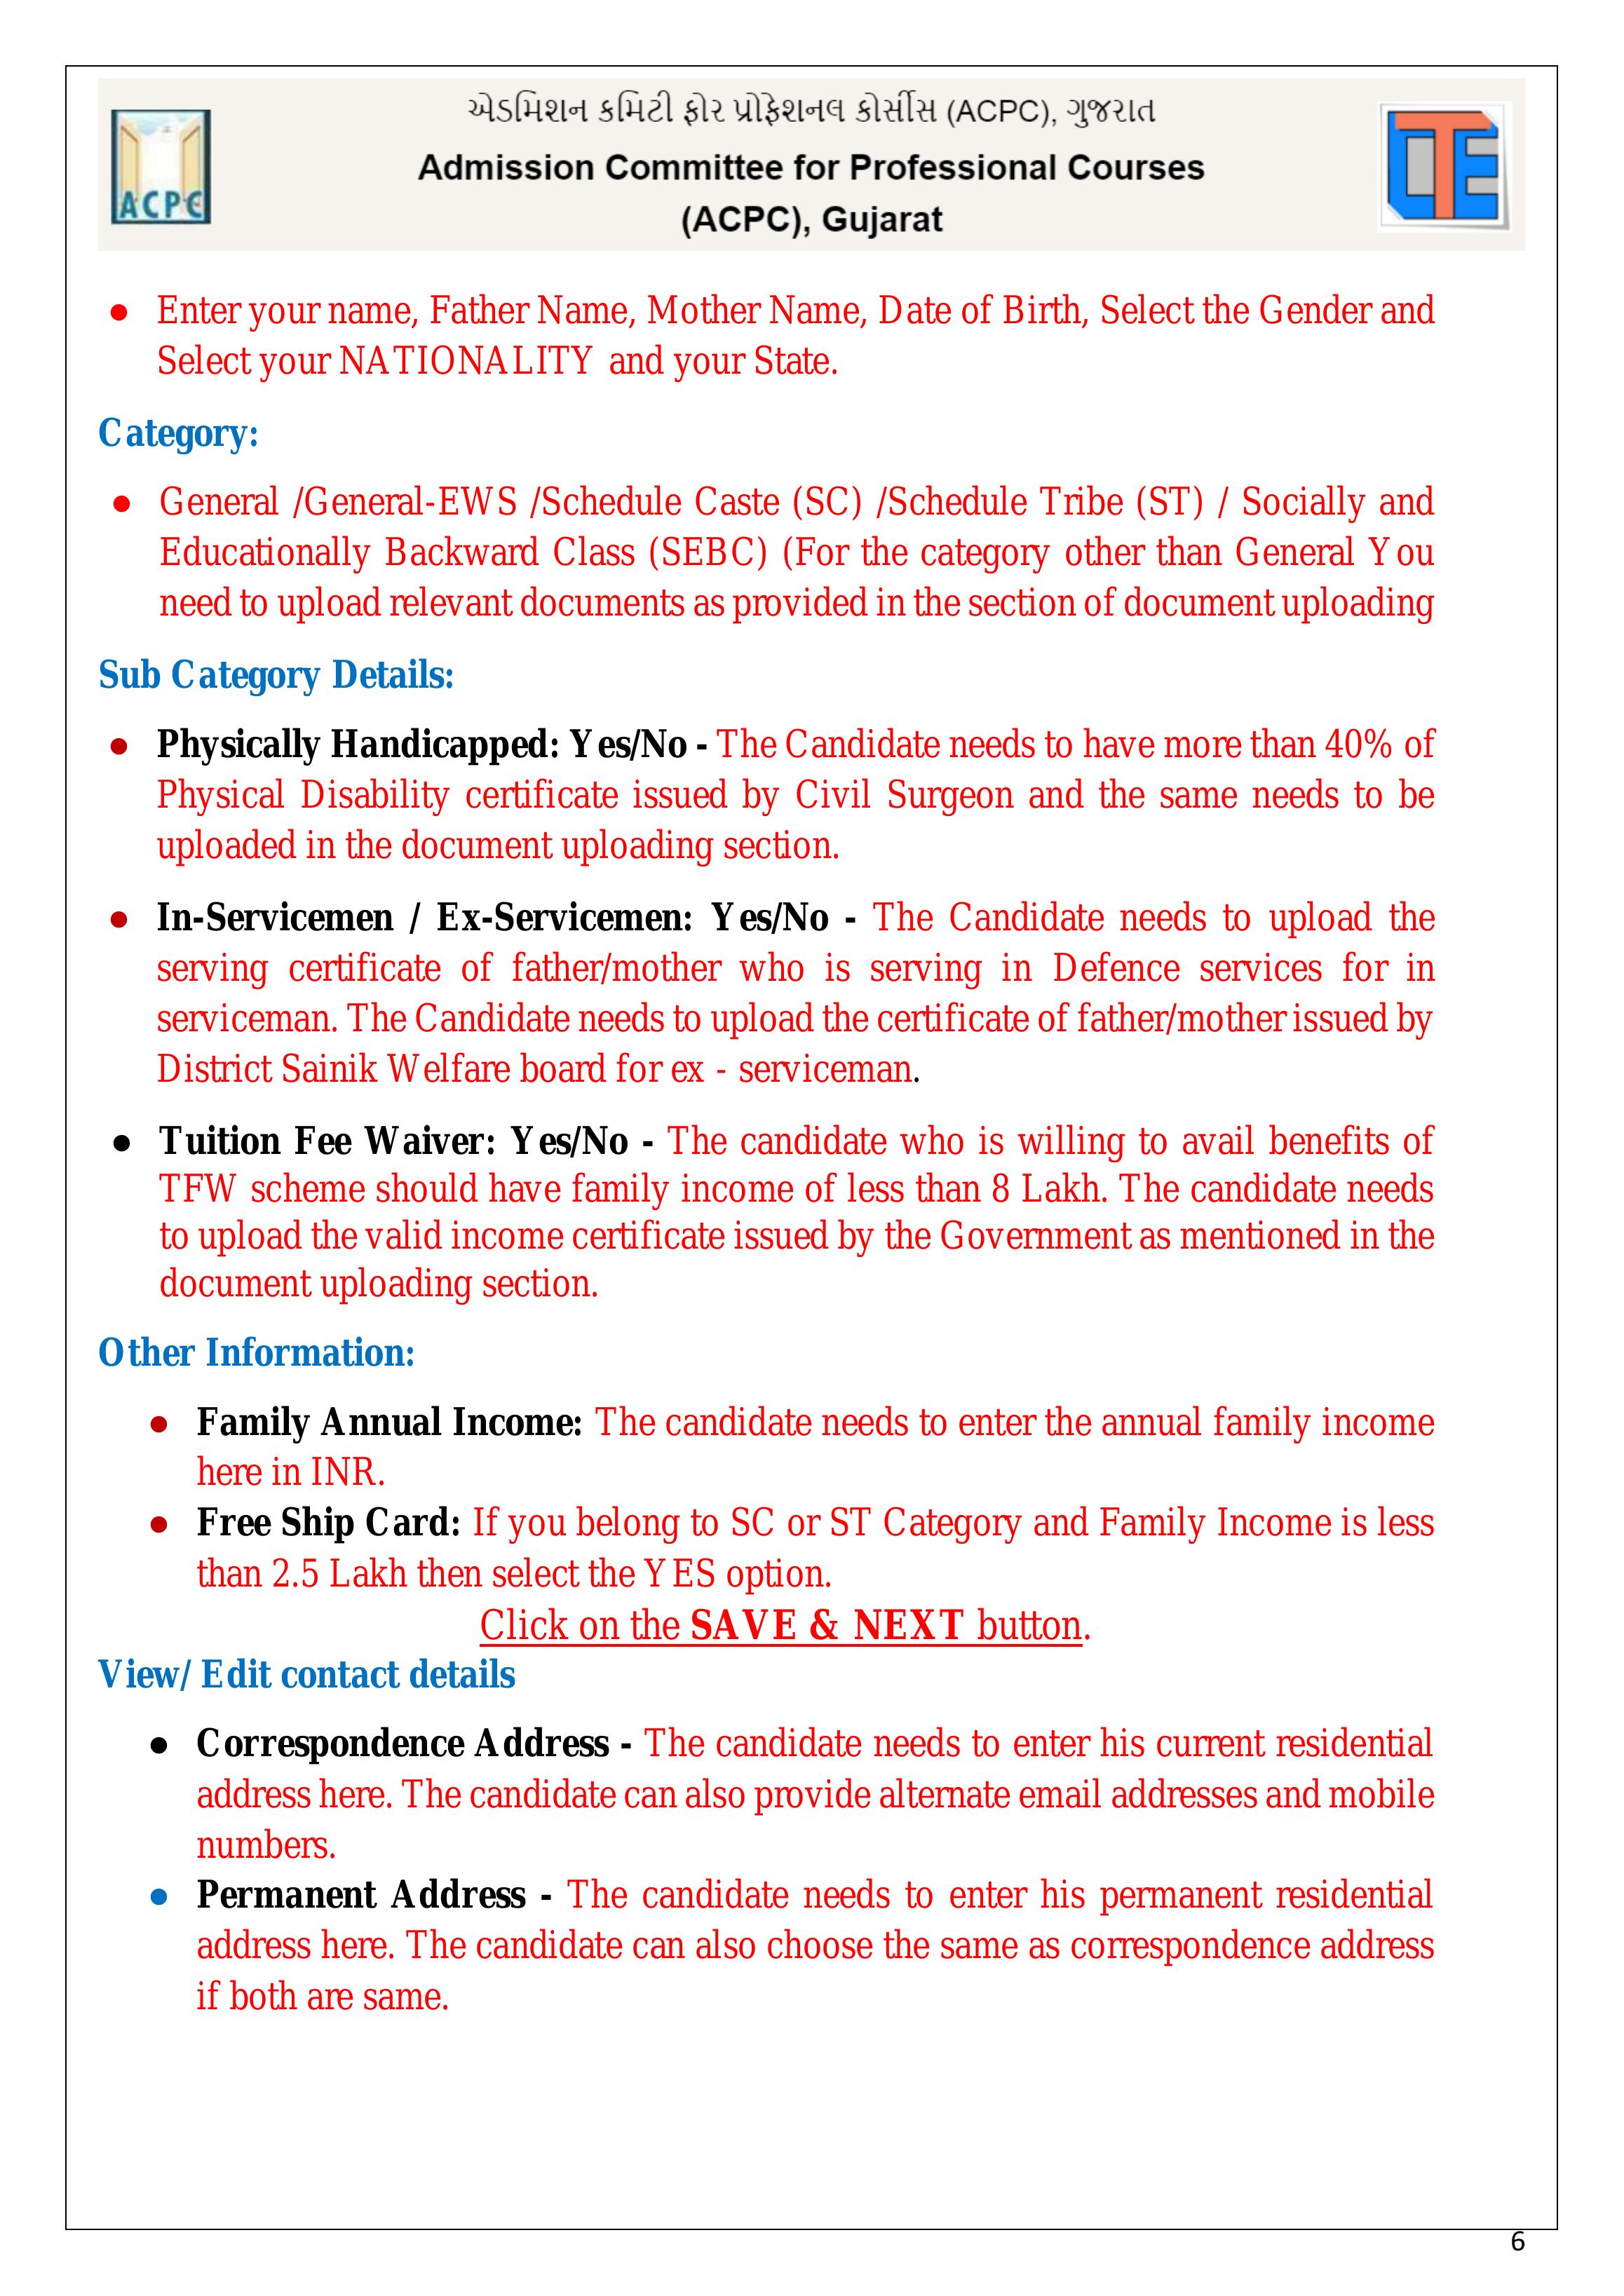 એડમિશન કમિટી ફોર પ્રોફેશનલ કોર્સીસ (ACPC), ગુજરાત
Admission Committee for Professional Courses
(ACPC), Gujarat
ACPC
CTE
● Enter your name, Father Name, Mother Name, Date of Birth, Select the Gender and
Select your NATIONALITY and your State.
Category:
● General /General-EWS /Schedule Caste (SC) /Schedule Tribe (ST) / Socially and
Educationally Backward Class (SEBC) (For the category other than General You
need to upload relevant documents as provided in the section of document uploading
Sub Category Details:
● Physically Handicapped: Yes/No - The Candidate needs to have more than 40% of
Physical Disability certificate issued by Civil Surgeon and the same needs to be
uploaded in the document uploading section.
● In-Servicemen / Ex-Servicemen: Yes/No - The Candidate needs to upload the
serving certificate of father/mother who is serving in Defence services for in
serviceman. The Candidate needs to upload the certificate of father/mother issued by
District Sainik Welfare board for ex - serviceman.
● Tuition Fee Waiver: Yes/No - The candidate who is willing to avail benefits of
TFW scheme should have family income of less than 8 Lakh. The candidate needs
to upload the valid income certificate issued by the Government as mentioned in the
document uploading section.
Other Information:
● Family Annual Income: The candidate needs to enter the annual family income
here in INR.
● Free Ship Card: If you belong to SC or ST Category and Family Income is less
than 2.5 Lakh then select the YES option.
Click on the SAVE & NEXT button.
View/ Edit contact details
● Correspondence Address - The candidate needs to enter his current residential
address here. The candidate can also provide alternate email addresses and mobile
numbers.
● Permanent Address - The candidate needs to enter his permanent residential
address here. The candidate can also choose the same as correspondence address
if both are same.
6